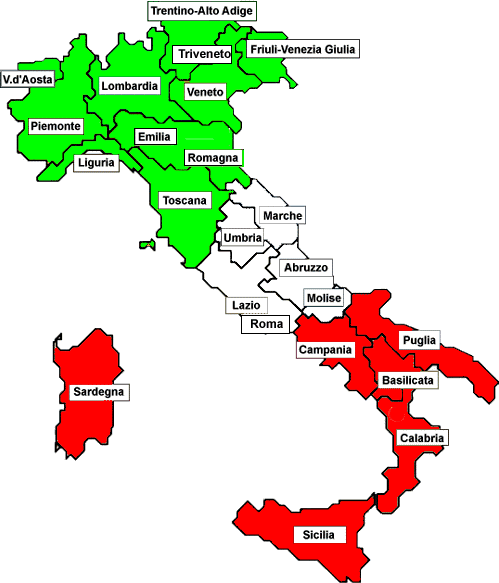 Trentino-Alto Adige
Triveneto
Friuli-Venezia Giulia
V.d'Aosta
Lombardia
Veneto
Piemonte
Emilia
Liguria
Romagna
Toscana
Marche
Umbria
Abruzzo
Lazio
Molise
Roma
Campania
Puglia
Basilicata
Sardegna
Calabria
Sicilia